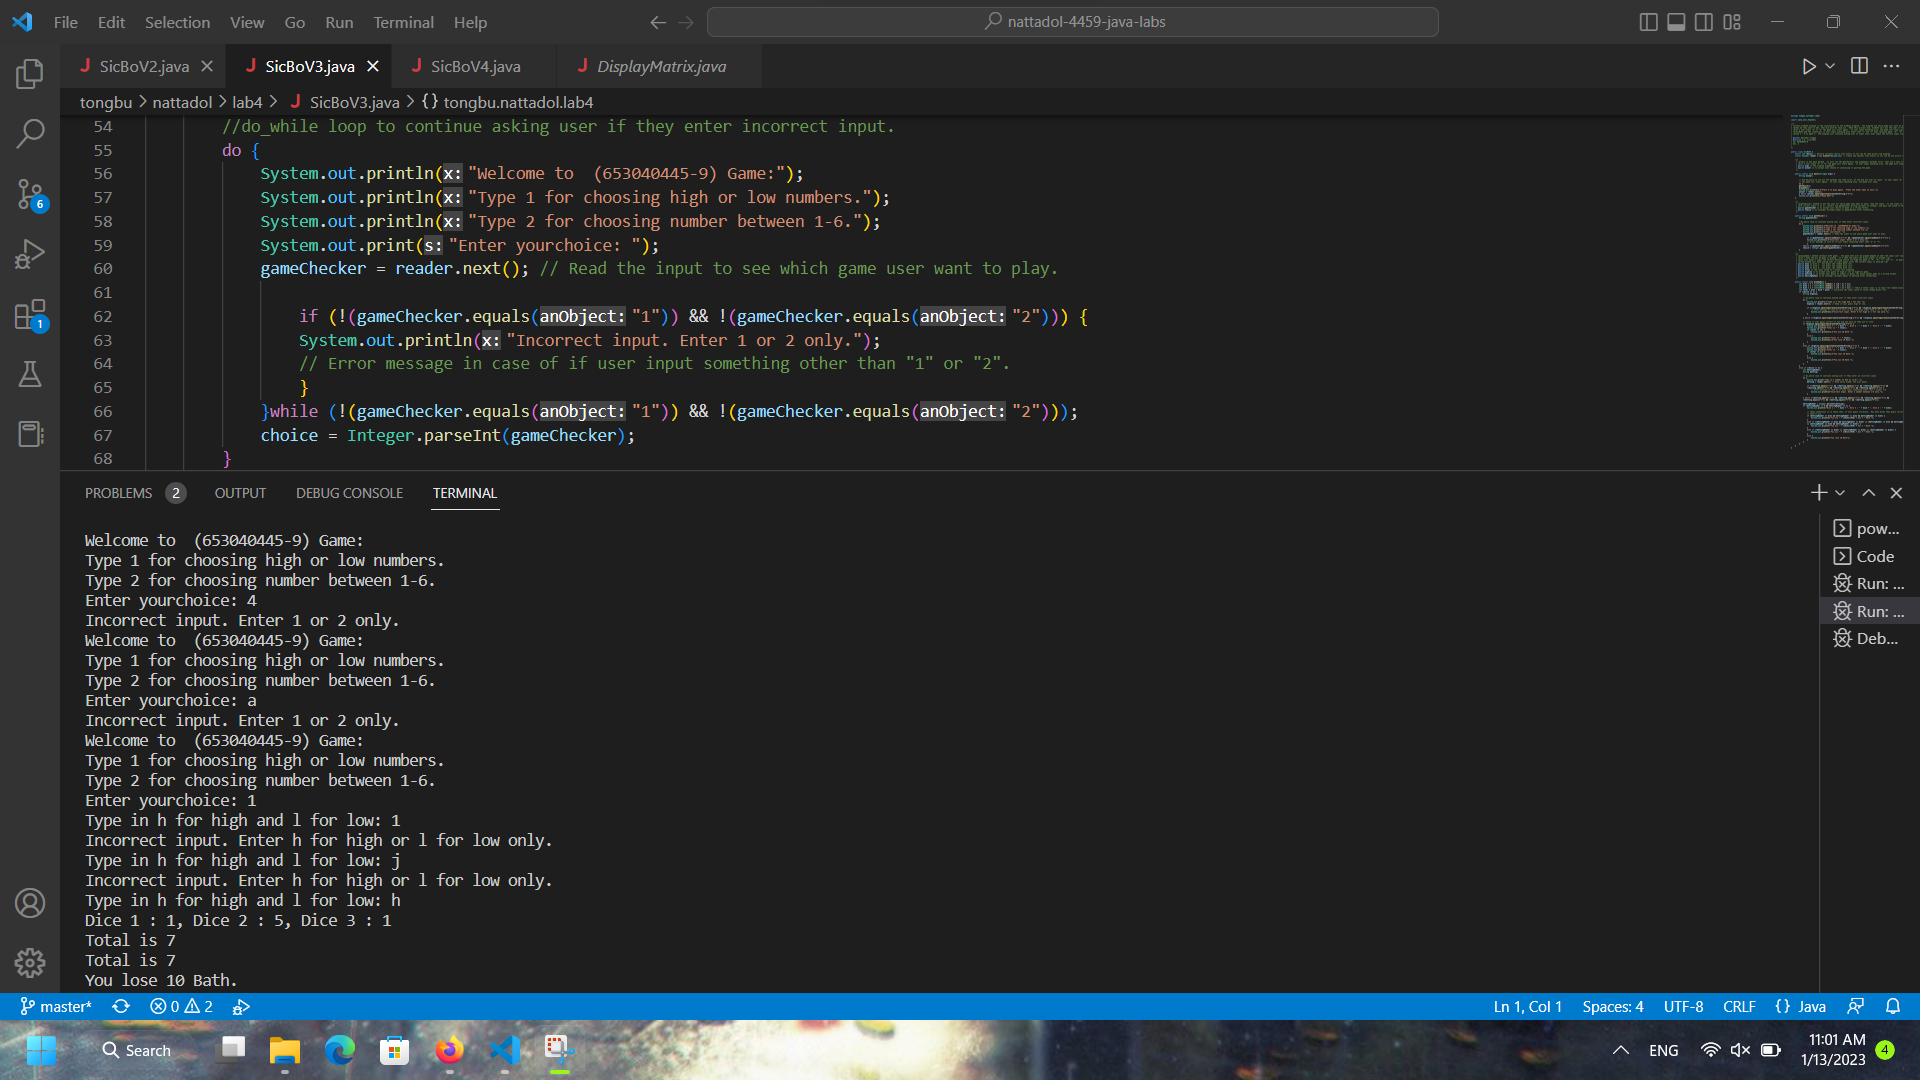 File Edit Selection View Go Run Terminal Help
nattadol-4459-java-labs
SicBoV2.java SicBoV3.java SicBoV4.java DisplayMatrix.java
tongbu > nattadol > lab4 > SicBoV3.java > {} tongbu.nattadol.lab4
54 //do_while loop to continue asking user if they enter incorrect input.
55 do {
56 System.out.println(x: "Welcome to  (653040445-9) Game:");
57 System.out.println(x: "Type 1 for choosing high or low numbers.");
58 System.out.println(x: "Type 2 for choosing number between 1-6.");
59 System.out.print(s: "Enter yourchoice: ");
60 gameChecker = reader.next(); // Read the input to see which game user want to play.
61
62 if (!(gameChecker.equals(anObject: "1")) && !(gameChecker.equals(anObject: "2"))) {
63 System.out.println(x: "Incorrect input. Enter 1 or 2 only.");
64 // Error message in case of if user input something other than "1" or "2".
65 }
66 }while (!(gameChecker.equals(anObject: "1")) && !(gameChecker.equals(anObject: "2")));
67 choice = Integer.parseInt(gameChecker);
68 }
6
1
PROBLEMS 2 OUTPUT DEBUG CONSOLE TERMINAL
Welcome to  (653040445-9) Game:
Type 1 for choosing high or low numbers.
Type 2 for choosing number between 1-6.
Enter yourchoice: 4
Incorrect input. Enter 1 or 2 only.
Welcome to  (653040445-9) Game:
Type 1 for choosing high or low numbers.
Type 2 for choosing number between 1-6.
Enter yourchoice: a
Incorrect input. Enter 1 or 2 only.
Welcome to  (653040445-9) Game:
Type 1 for choosing high or low numbers.
Type 2 for choosing number between 1-6.
Enter yourchoice: 1
Type in h for high and l for low: 1
Incorrect input. Enter h for high or l for low only.
Type in h for high and l for low: j
Incorrect input. Enter h for high or l for low only.
Type in h for high and l for low: h
Dice 1 : 1, Dice 2 : 5, Dice 3 : 1
Total is 7
Total is 7
You lose 10 Bath.
pow...
Code
Run: ...
Run: ...
Deb...
master* 0 2 Ln 1, Col 1 Spaces: 4 UTF-8 CRLF {} Java
Search
ENG
11:01 AM
1/13/2023
4